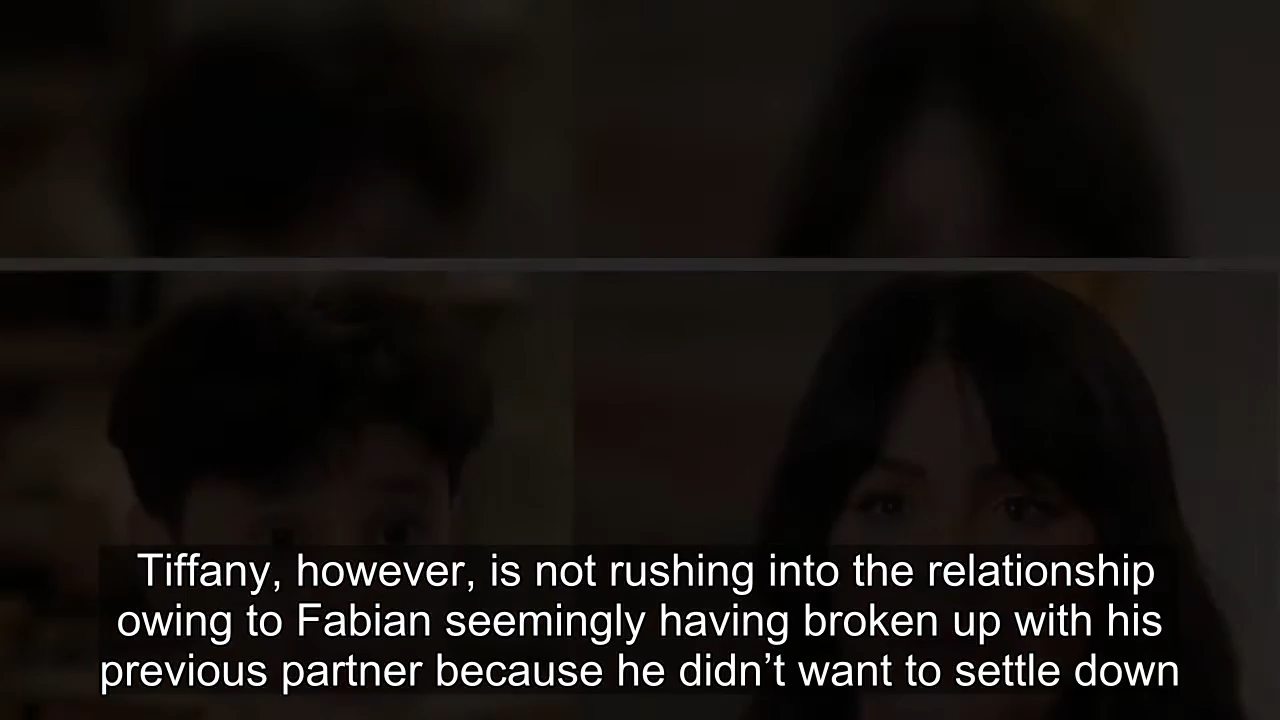 Tiffany, however, is not rushing into the relationship
owing to Fabian seemingly having broken up with his
previous partner because he didn’t want to settle down